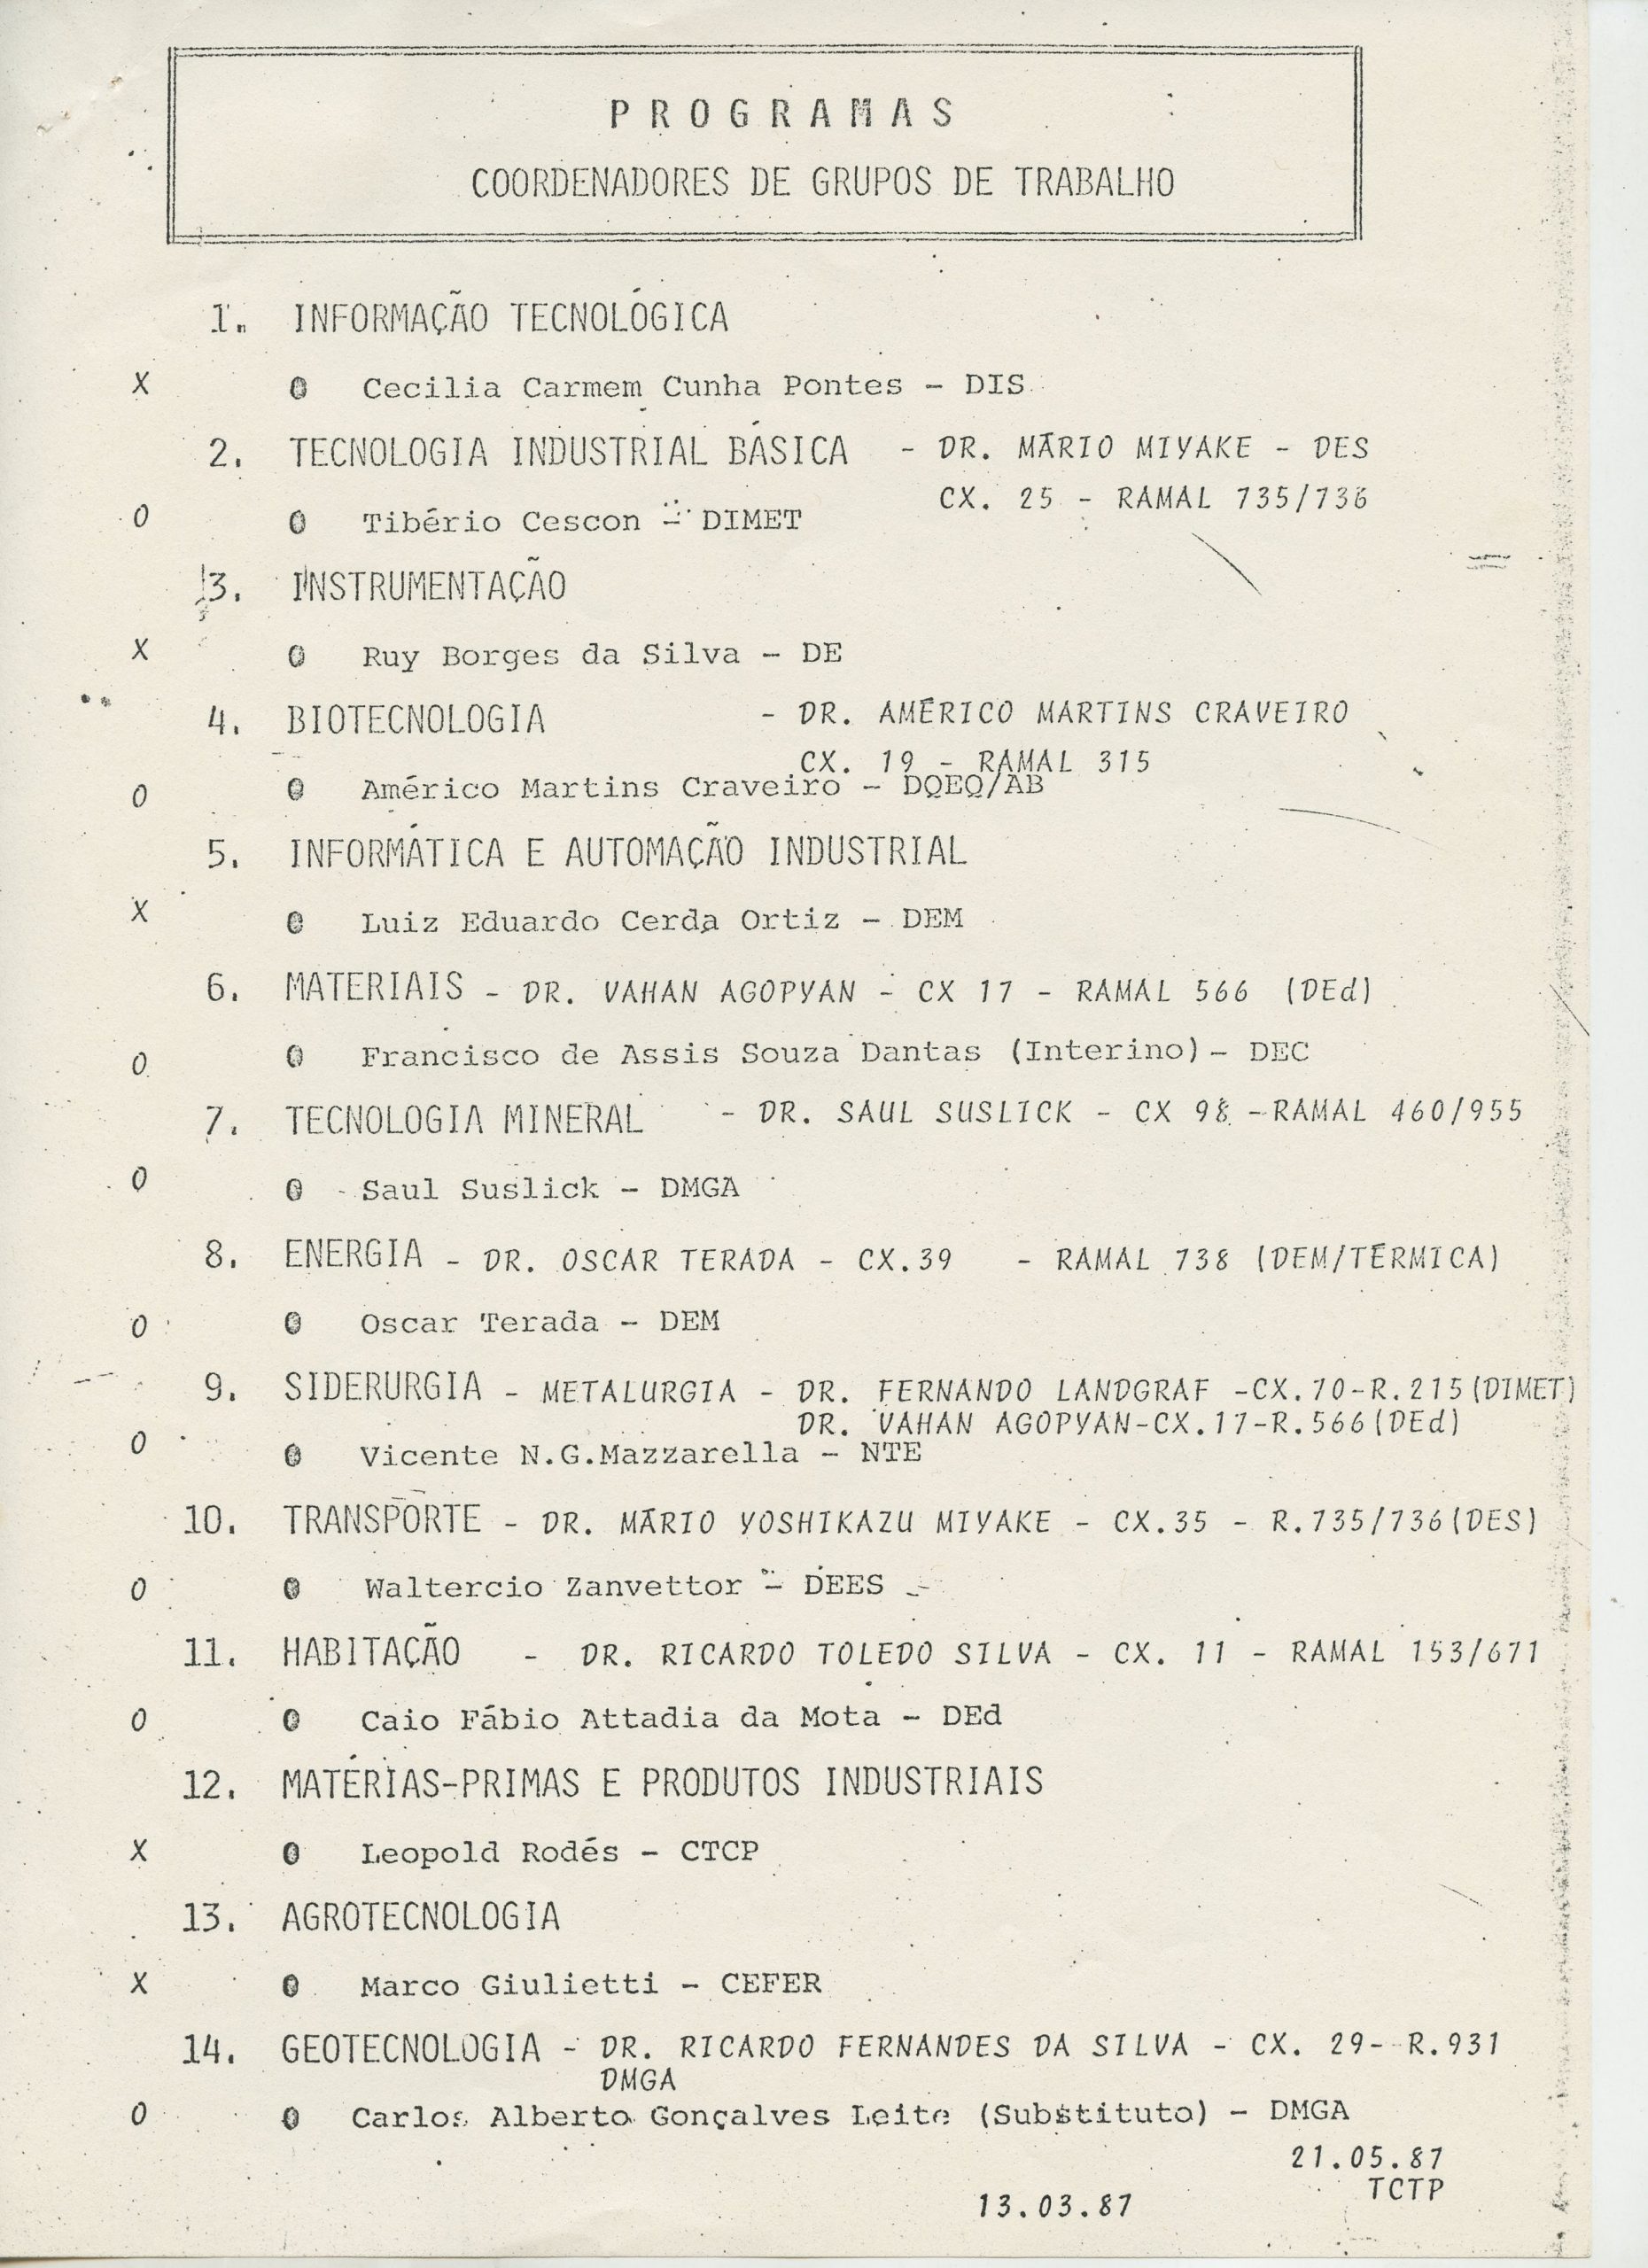 PROGRAMAS
COORDENADORES DE GRUPOS DE TRABALHO
1. INFORMAÇÃO TECNOLÓGICA
X 0 Cecilia Carmem Cunha Pontes - DIS
2. TECNOLOGIA INDUSTRIAL BÁSICA - DR. MÁRIO MIYAKE - DES
CX. 25 - RAMAL 735/736
0 0 Tibério Cescon - DIMET
3. INSTRUMENTAÇÃO
X 0 Ruy Borges da Silva - DE
4. BIOTECNOLOGIA - DR. AMÉRICO MARTINS CRAVEIRO
CX. 19 - RAMAL 315
0 0 Américo Martins Craveiro - DQEQ/AB
5. INFORMÁTICA E AUTOMAÇÃO INDUSTRIAL
X 0 Luiz Eduardo Cerda Ortiz - DEM
6. MATERIAIS - DR. VAHAN AGOPYAN - CX 17 - RAMAL 566 (DEd)
0 0 Francisco de Assis Souza Dantas (Interino) - DEC
7. TECNOLOGIA MINERAL - DR. SAUL SUSLICK - CX 98 - RAMAL 460/955
0 0 Saul Suslick - DMGA
8. ENERGIA - DR. OSCAR TERADA - CX.39 - RAMAL 738 (DEM/TÉRMICA)
0 0 Oscar Terada - DEM
9. SIDERURGIA - METALURGIA - DR. FERNANDO LANDGRAF -CX.70-R.215(DIMET)
DR. VAHAN AGOPYAN-CX.17-R.566(DEd)
0 0 Vicente N.G.Mazzarella - NTE
10. TRANSPORTE - DR. MÁRIO YOSHIKAZU MIYAKE - CX.35 - R.735/736(DES)
0 0 Waltercio Zanvettor - DEES
11. HABITAÇÃO - DR. RICARDO TOLEDO SILVA - CX. 11 - RAMAL 153/671
0 0 Caio Fábio Attadia da Mota - DEd
12. MATÉRIAS-PRIMAS E PRODUTOS INDUSTRIAIS
X 0 Leopold Rodés - CTCP
13. AGROTECNOLOGIA
X 0 Marco Giulietti - CEFER
14. GEOTECNOLOGIA - DR. RICARDO FERNANDES DA SILVA - CX. 29- R.931
DMGA
0 0 Carlos Alberto Gonçalves Leite (Substituto) - DMGA
21.05.87
TCTP
13.03.87